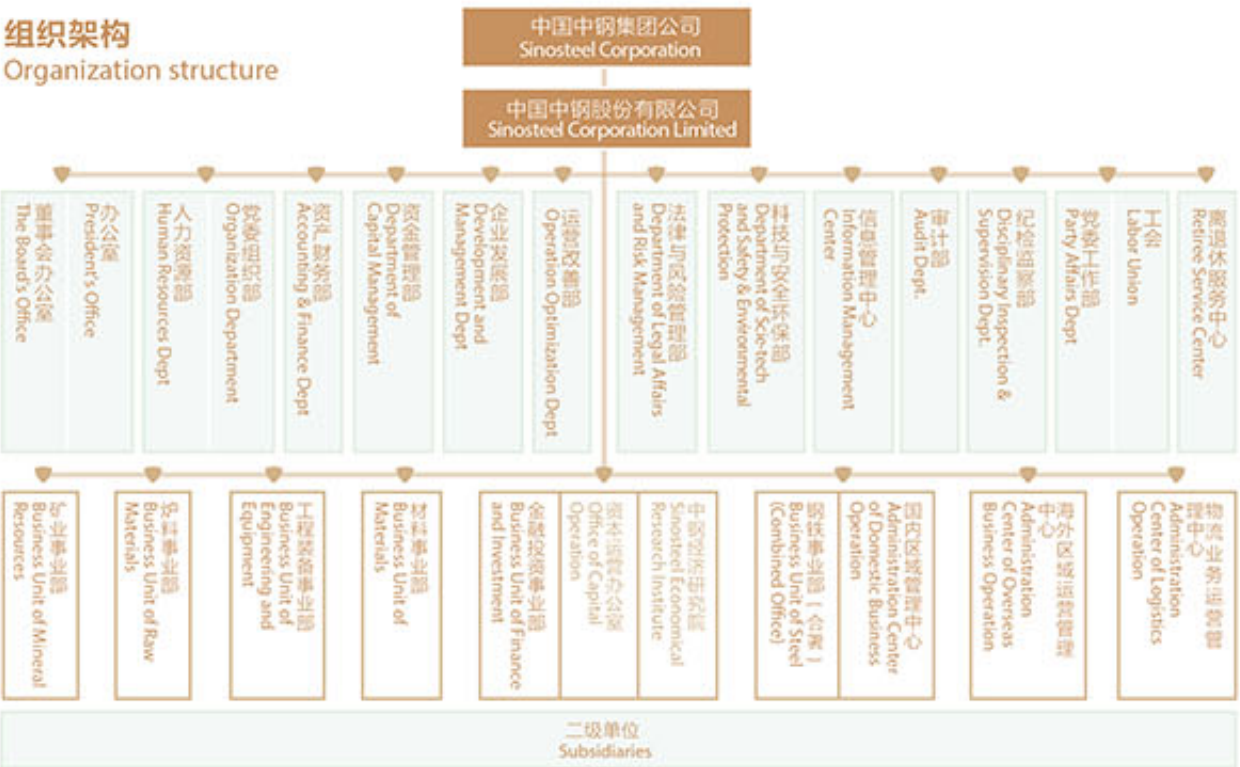 组织架构
Organization structure
中国中钢集团公司
Sinosteel Corporation
中国中钢股份有限公司
Sinosteel Corporation Limited
董事会办公室
The Board's Office
办公室
President's Office
人力资源部
Human Resources Dept
党委组织部
Organization Department
Accounting & Finance Dept
资金管理部
Department of
Capital Management
企业发展部
Development and
Management Dept
运营改善部
Operation Optimization Dept
法律与风险管理部
Department of Legal Affairs
and Risk Management
科技与安全环保部
Department of Scie-tech
and Safety & Environmental
Protection
信息管理中心
Information Management
Center
审计部
Audit Dept.
纪检监察部
Disciplinary Inspection &
Supervision Dept.
党群工作部
Party Affairs Dept
工会
Labor Union
离退休服务中心
Retiree Service Center
矿业事业部
Business Unit of Mineral
Resources
炉料事业部
Business Unit of Raw
Materials
工程装备事业部
Business Unit of
Engineering and
Equipment
材料事业部
Business Unit of
Materials
金融投资事业部
Business Unit of Finance
and Investment
资本运营办公室
Office of Capital
Operation
中钢经济研究院
Sinosteel Economical
Research Institute
钢铁事业部（合署）
Business Unit of Steel
(Combined Office)
国内区域管理中心
Administration Center
of Domestic Business
Operation
海外区域运营管理
中心
Administration
Center of Overseas
Business Operation
物流业务运营管
理中心
Administration
Center of Logistics
Operation
二级单位
Subsidiaries